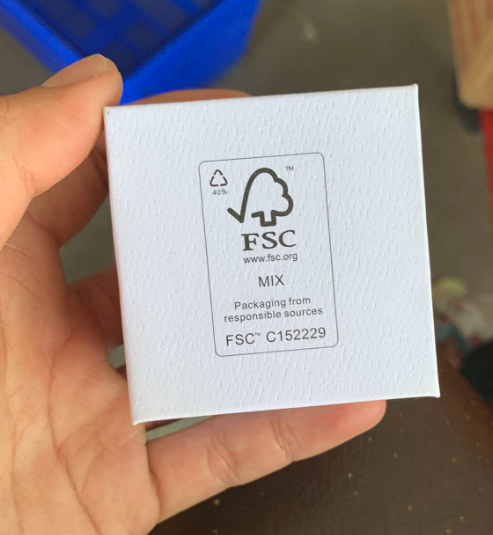 40%
™
FSC
www.fsc.org
MIX
Packaging from
responsible sources
FSC™ C152229